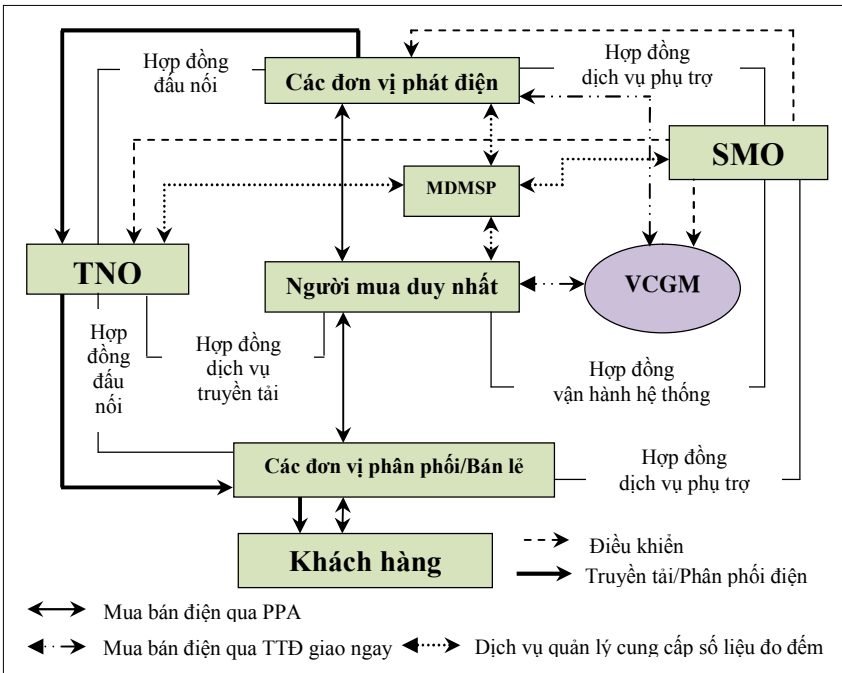 Hợp đồng
đấu nối
Các đơn vị phát điện
Hợp đồng
dịch vụ phụ trợ
SMO
MDMSP
TNO
Người mua duy nhất
VCGM
Hợp
đồng
đấu
nối
Hợp đồng
dịch vụ
truyền tải
Hợp đồng
vận hành hệ thống
Các đơn vị phân phối/Bán lẻ
Hợp đồng
dịch vụ phụ trợ
Khách hàng
Điều khiển
Truyền tải/Phân phối điện
Mua bán điện qua PPA
Mua bán điện qua TTĐ giao ngay
Dịch vụ quản lý cung cấp số liệu đo đếm